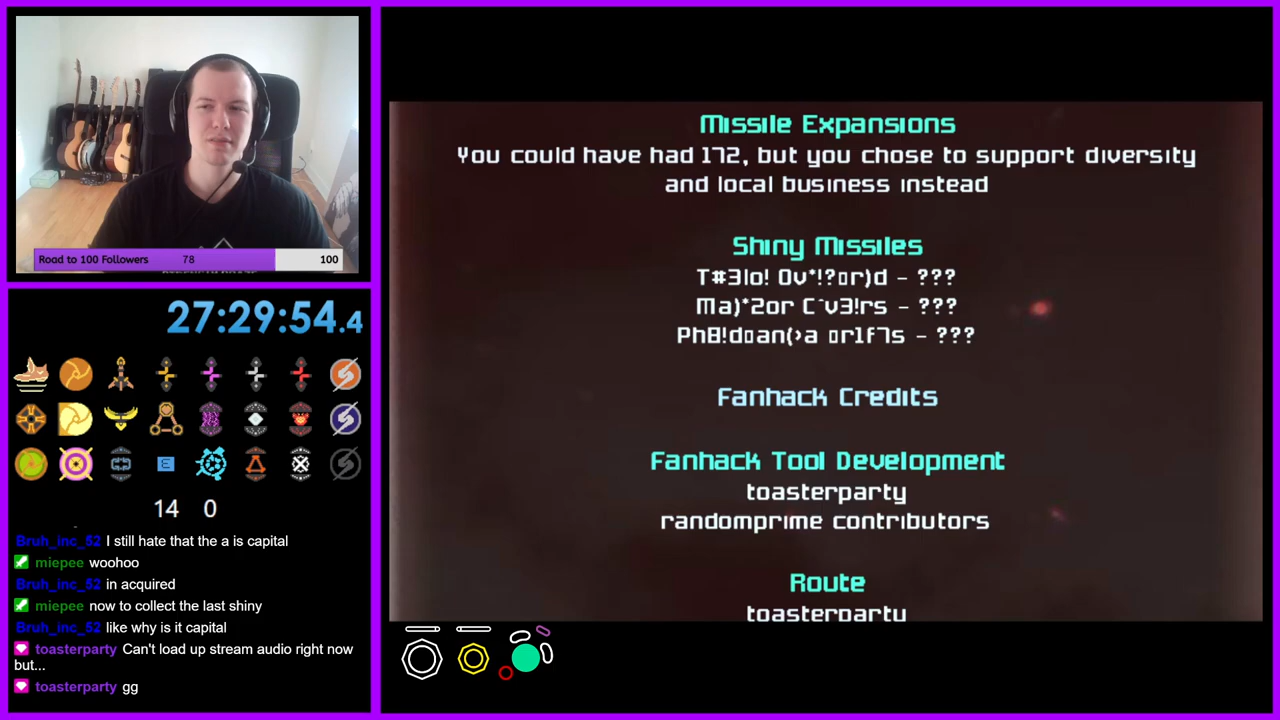 Road to 100 Followers 78 100
27:29:54.4
14 0
Bruh_inc_52 I still hate that the a is capital
miepee woohoo
Bruh_inc_52 in acquired
miepee now to collect the last shiny
Bruh_inc_52 like why is it capital
toasterparty Can't load up stream audio right now
but...
toasterparty gg
Missile Expansions
You could have had 172, but you chose to support diversity
and local business instead
Shiny Missiles
T#3lo! Ov*!?▯r)d - ???
Ma)*2or C^v3!rs - ???
Ph8!d▯an(›a ▯r1f7s - ???
Fanhack Credits
Fanhack Tool Development
toasterparty
randomprime contributors
Route
toasterparty